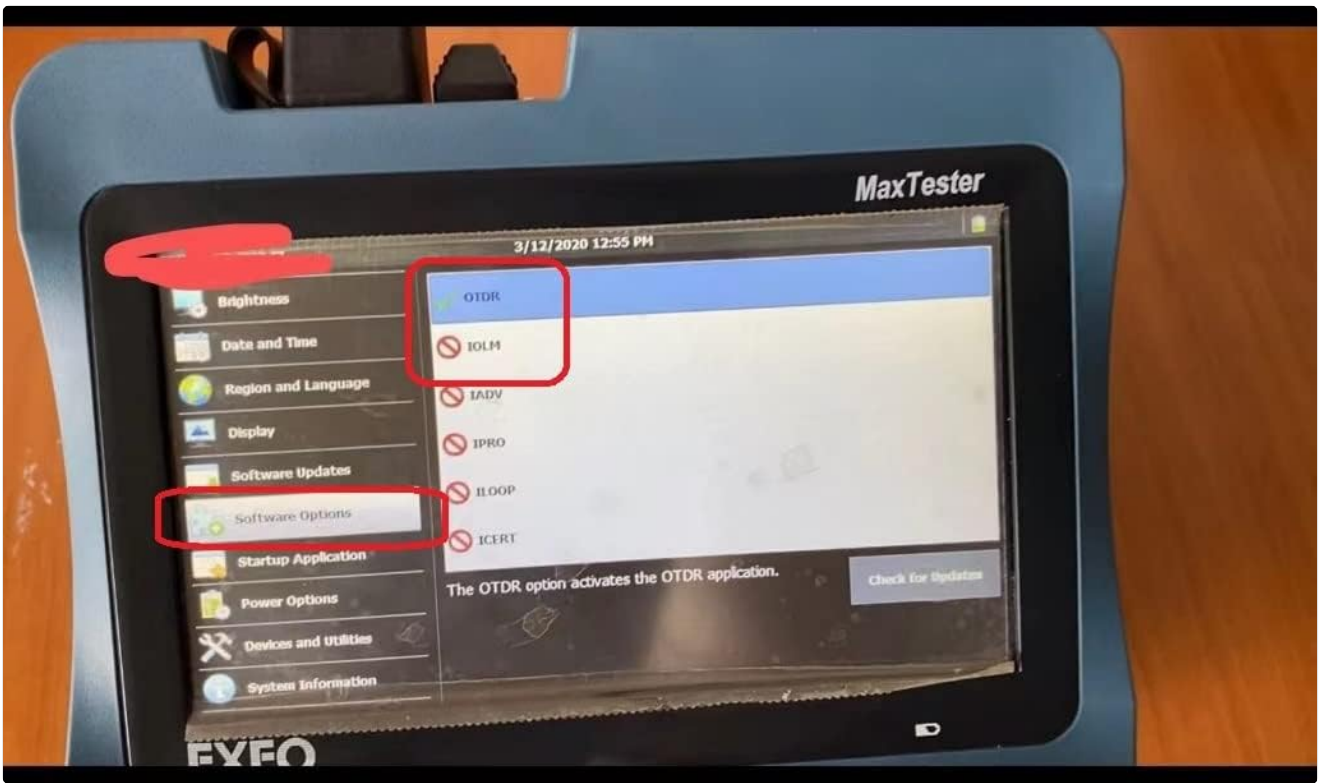 MaxTester
3/12/2020 12:55 PM
Brightness
Date and Time
Region and Language
Display
Software Updates
Software Options
Startup Application
Power Options
Devices and Utilities
System Information
OTDR
IOLM
IADV
IPRO
ILOOP
ICERT
The OTDR option activates the OTDR application.
Check for Updates
EXFO